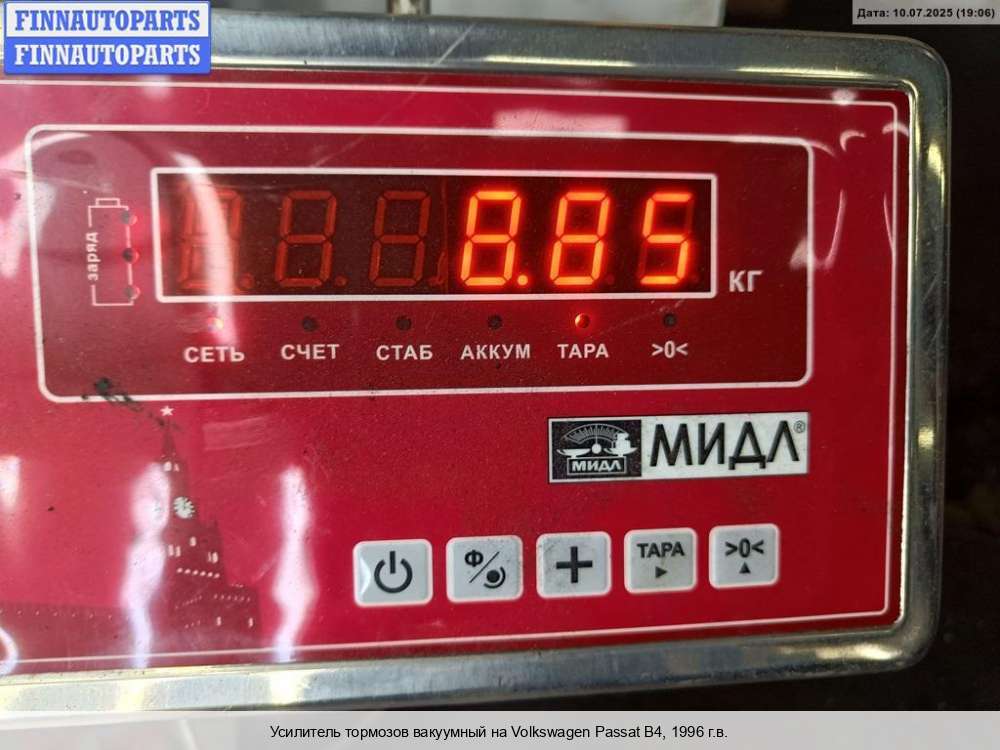 FINNAUTOPARTS
FINNAUTOPARTS
Дата: 10.07.2025 (19:06)
заряд
8.85
КГ
СЕТЬ СЧЕТ СТАБ АККУМ ТАРА >0<
МИДЛ МИДЛ®
Ф ТАРА >0<
Усилитель тормозов вакуумный на Volkswagen Passat B4, 1996 г.в.